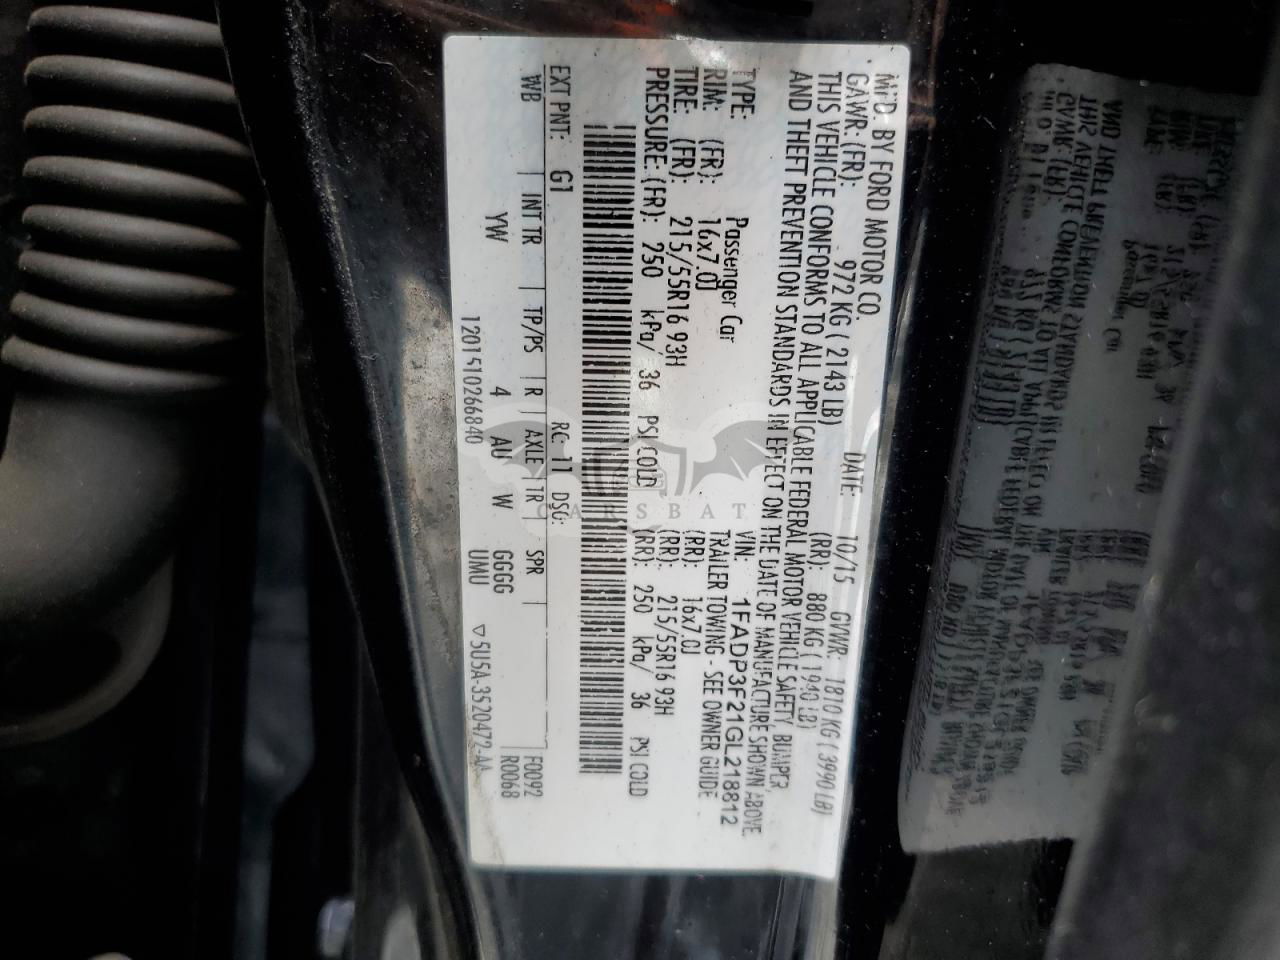 MFD. BY FORD MOTOR CO.
DATE: 10/15 GVWR: 1810 KG ( 3990 LB)
GAWR: (FR): 972 KG ( 2143 LB) (RR): 880 KG ( 1940 LB)
THIS VEHICLE CONFORMS TO ALL APPLICABLE FEDERAL MOTOR VEHICLE SAFETY, BUMPER,
AND THEFT PREVENTION STANDARDS IN EFFECT ON THE DATE OF MANUFACTURE SHOWN ABOVE.
VIN: 1FADP3F21GL218812
TYPE: Passenger Car TRAILER TOWING - SEE OWNER GUIDE
RIM: (FR): 16x7.0J (RR): 16x7.0J
TIRE: (FR): 215/55R16 93H (RR): 215/55R16 93H
PRESSURE: (FR): 250 kPa/ 36 PSI COLD (RR): 250 kPa/ 36 PSI COLD
CARSBAT
EXT PNT: G1 RC: 11 DSO: F0092
WB INT TR TP/PS R AXLE TR SPR R0068
YW 4 AU W GGGG
1201510266840 UMU ▽5U5A-3520472-AA